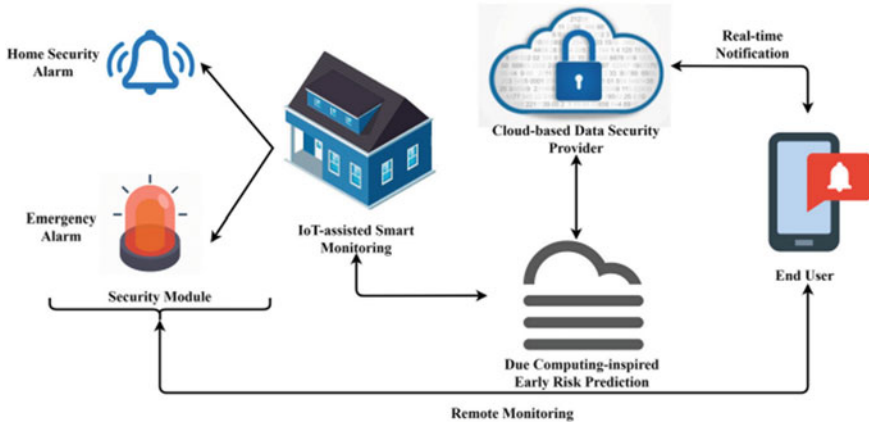 Home Security
Alarm
Emergency
Alarm
Security Module
IoT-assisted Smart
Monitoring
Cloud-based Data Security
Provider
Real-time
Notification
End User
Due Computing-inspired
Early Risk Prediction
Remote Monitoring